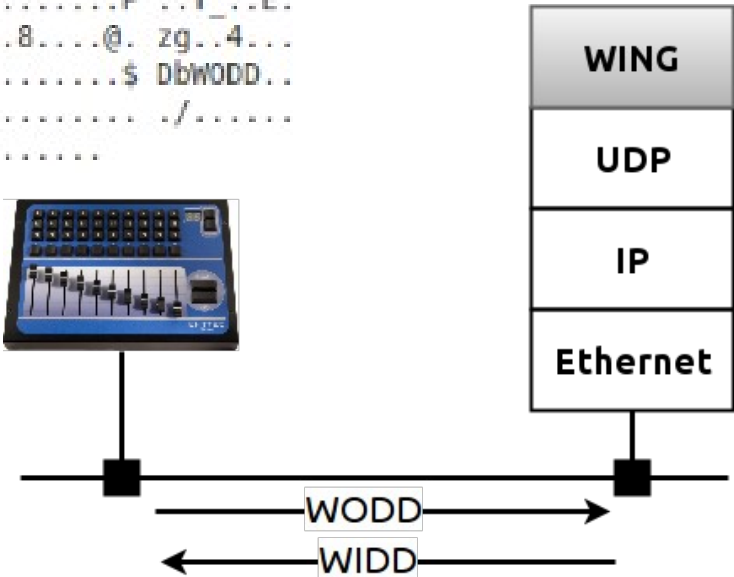 .8....@. zg..4...
.......$ DbWODD..
........ ./......
......
WING
UDP
IP
Ethernet
WODD
WIDD